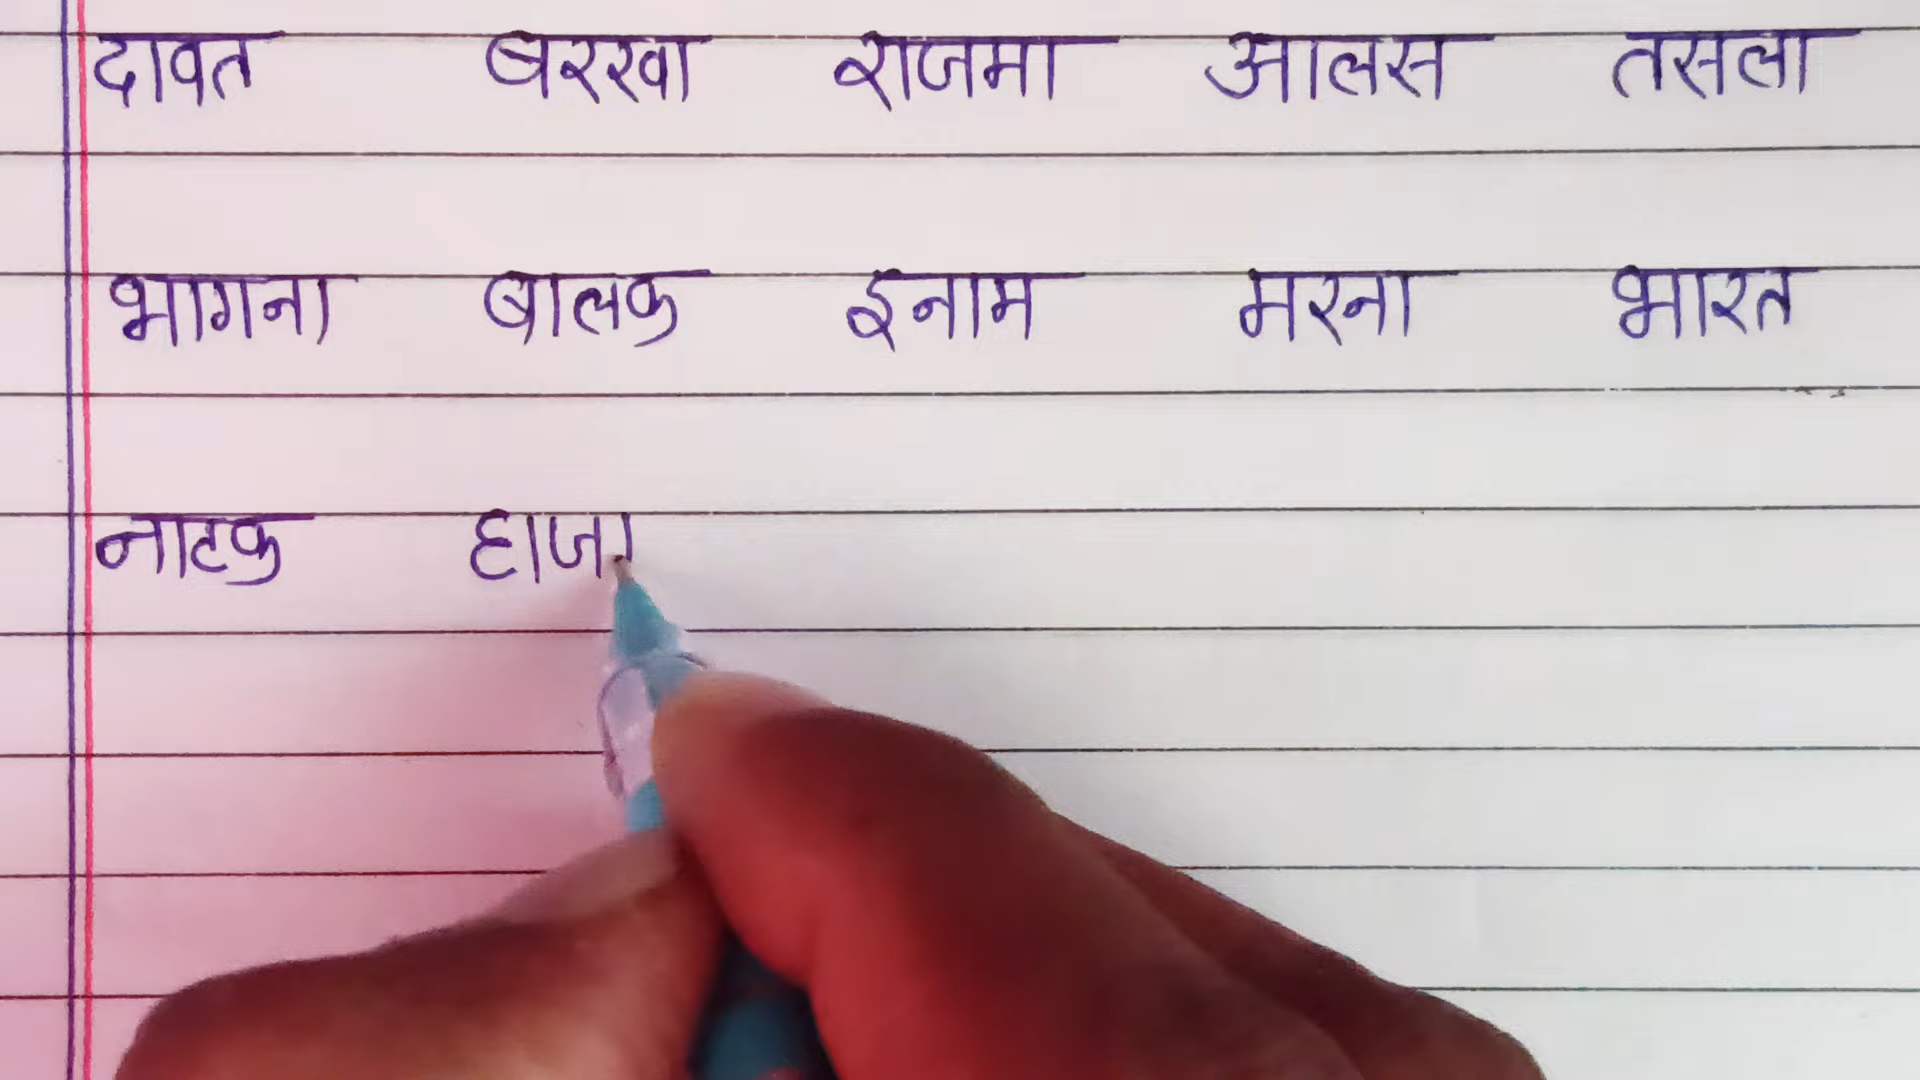 दावत बरखा राजमा आलस तसला
भागना बालक इनाम मरना भारत
नाटक हाजा